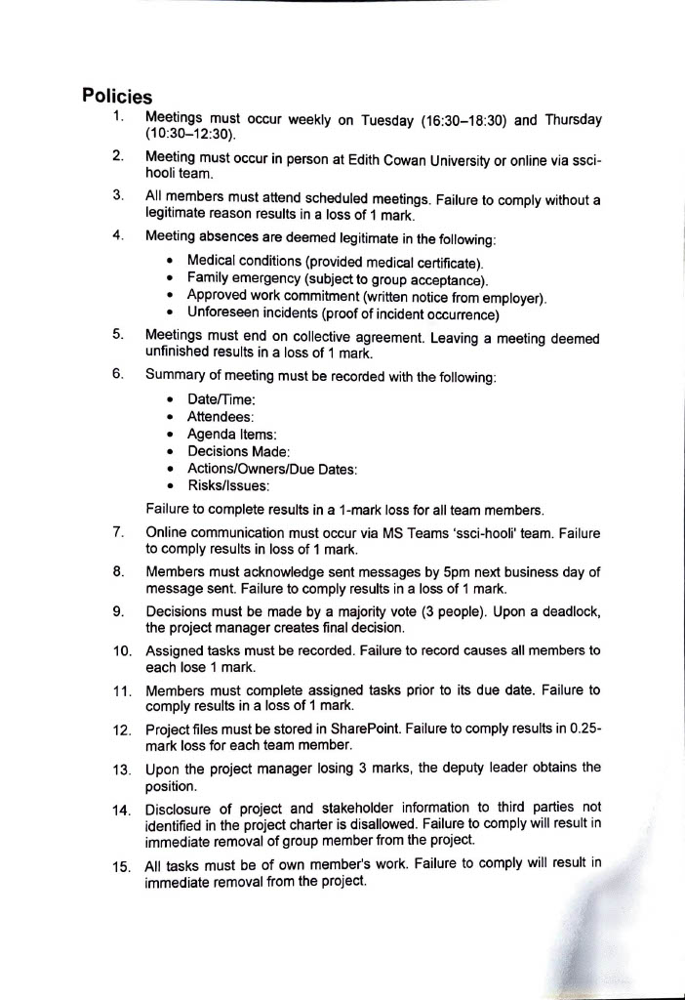 Policies
1. Meetings must occur weekly on Tuesday (16:30–18:30) and Thursday
(10:30–12:30).
2. Meeting must occur in person at Edith Cowan University or online via ssci-
hooli team.
3. All members must attend scheduled meetings. Failure to comply without a
legitimate reason results in a loss of 1 mark.
4. Meeting absences are deemed legitimate in the following:
• Medical conditions (provided medical certificate).
• Family emergency (subject to group acceptance).
• Approved work commitment (written notice from employer).
• Unforeseen incidents (proof of incident occurrence)
5. Meetings must end on collective agreement. Leaving a meeting deemed
unfinished results in a loss of 1 mark.
6. Summary of meeting must be recorded with the following:
• Date/Time:
• Attendees:
• Agenda Items:
• Decisions Made:
• Actions/Owners/Due Dates:
• Risks/Issues:
Failure to complete results in a 1-mark loss for all team members.
7. Online communication must occur via MS Teams 'ssci-hooli' team. Failure
to comply results in loss of 1 mark.
8. Members must acknowledge sent messages by 5pm next business day of
message sent. Failure to comply results in a loss of 1 mark.
9. Decisions must be made by a majority vote (3 people). Upon a deadlock,
the project manager creates final decision.
10. Assigned tasks must be recorded. Failure to record causes all members to
each lose 1 mark.
11. Members must complete assigned tasks prior to its due date. Failure to
comply results in a loss of 1 mark.
12. Project files must be stored in SharePoint. Failure to comply results in 0.25-
mark loss for each team member.
13. Upon the project manager losing 3 marks, the deputy leader obtains the
position.
14. Disclosure of project and stakeholder information to third parties not
identified in the project charter is disallowed. Failure to comply will result in
immediate removal of group member from the project.
15. All tasks must be of own member's work. Failure to comply will result in
immediate removal from the project.